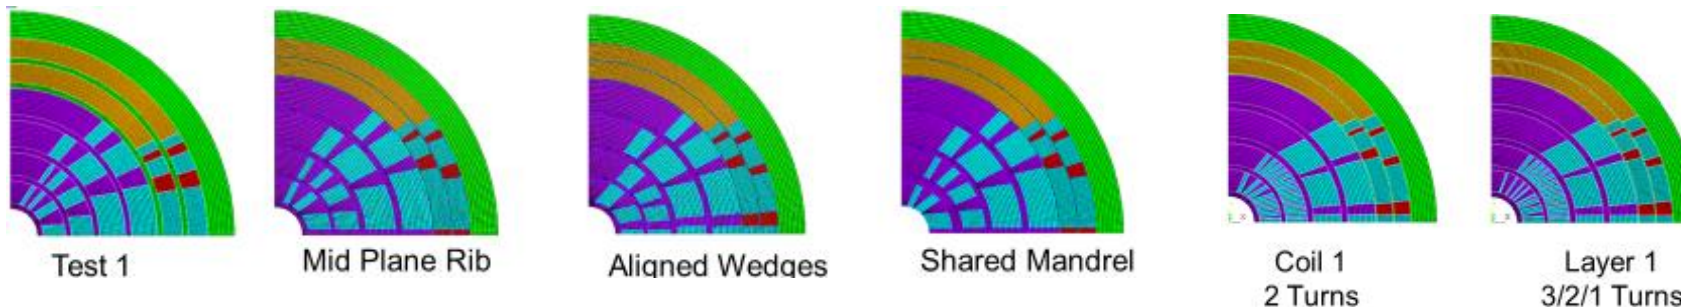 Test 1
Mid Plane Rib
Aligned Wedges
Shared Mandrel
Coil 1
2 Turns
Layer 1
3/2/1 Turns